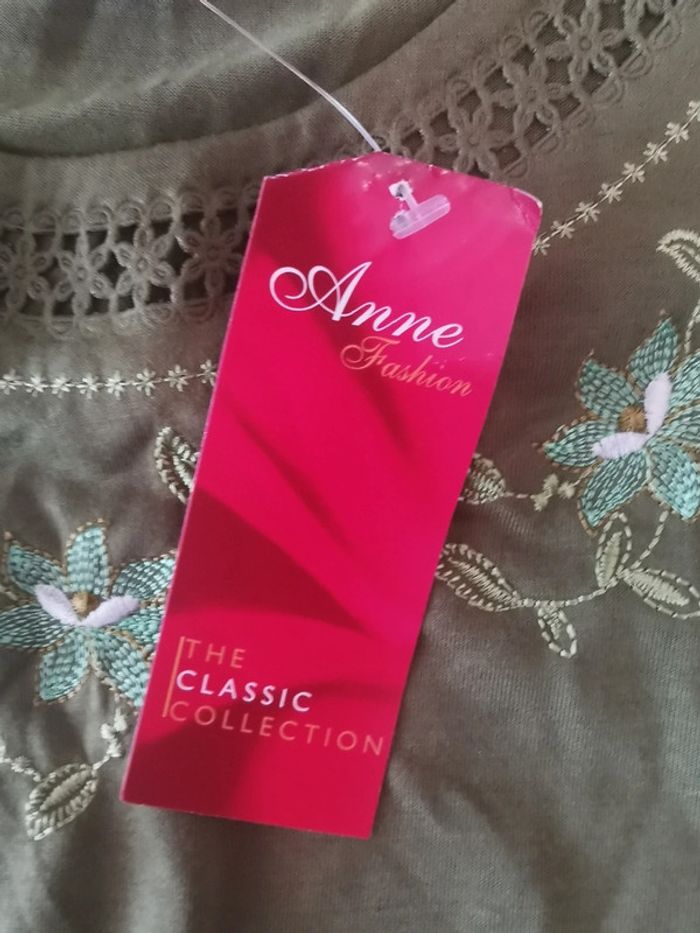 Anne
Fashion
THE
CLASSIC
COLLECTION